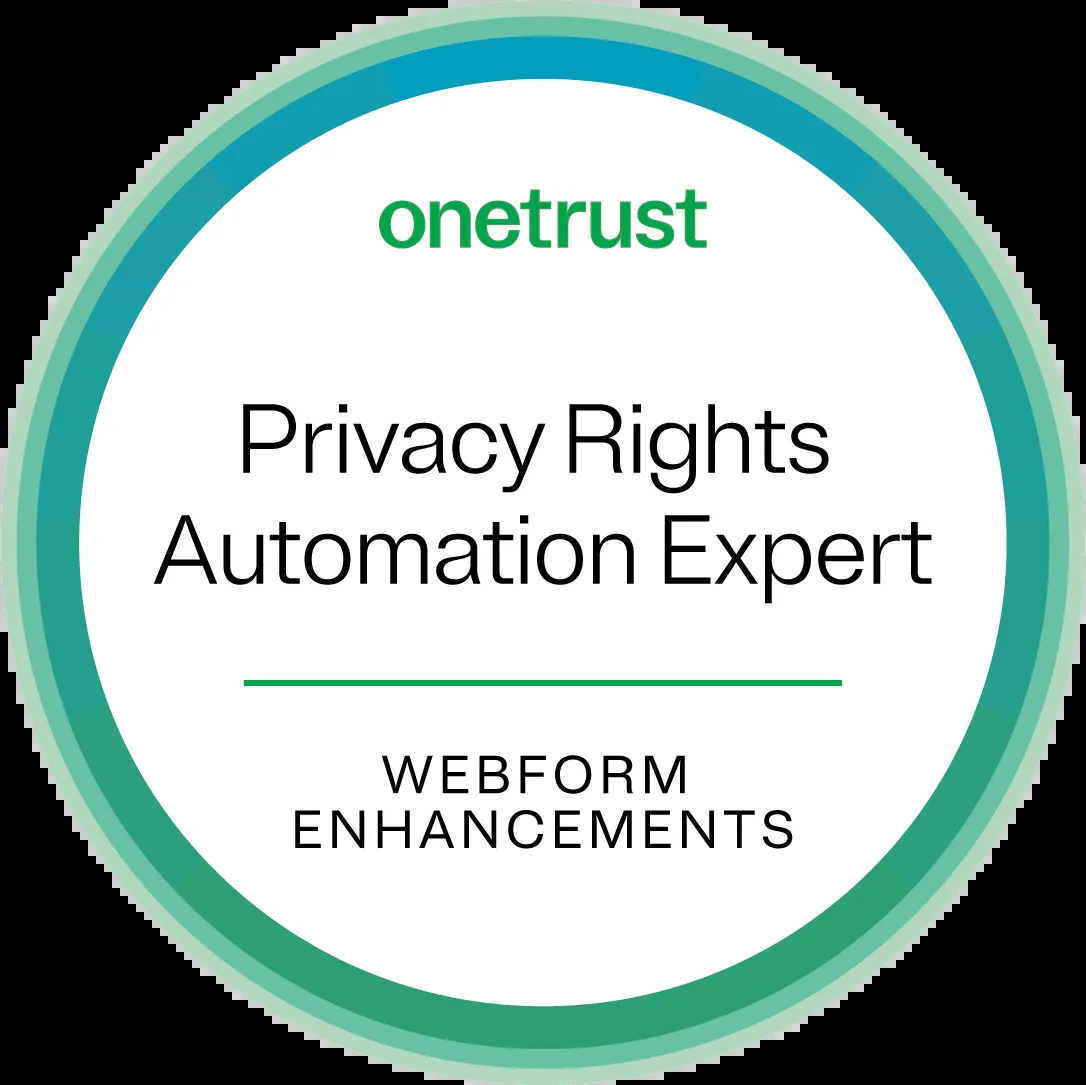 onetrust
Privacy Rights
Automation Expert
WEBFORM
ENHANCEMENTS